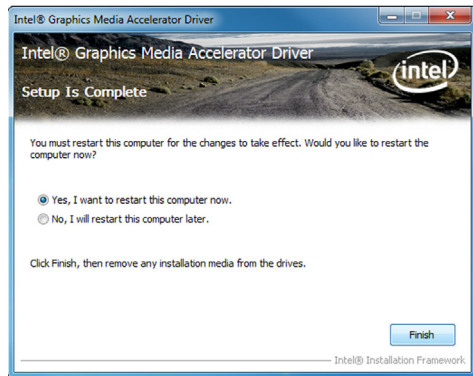 Intel® Graphics Media Accelerator Driver
Intel® Graphics Media Accelerator Driver
intel
Setup Is Complete
You must restart this computer for the changes to take effect. Would you like to restart the
computer now?
Yes, I want to restart this computer now.
No, I will restart this computer later.
Click Finish, then remove any installation media from the drives.
Finish
Intel® Installation Framework